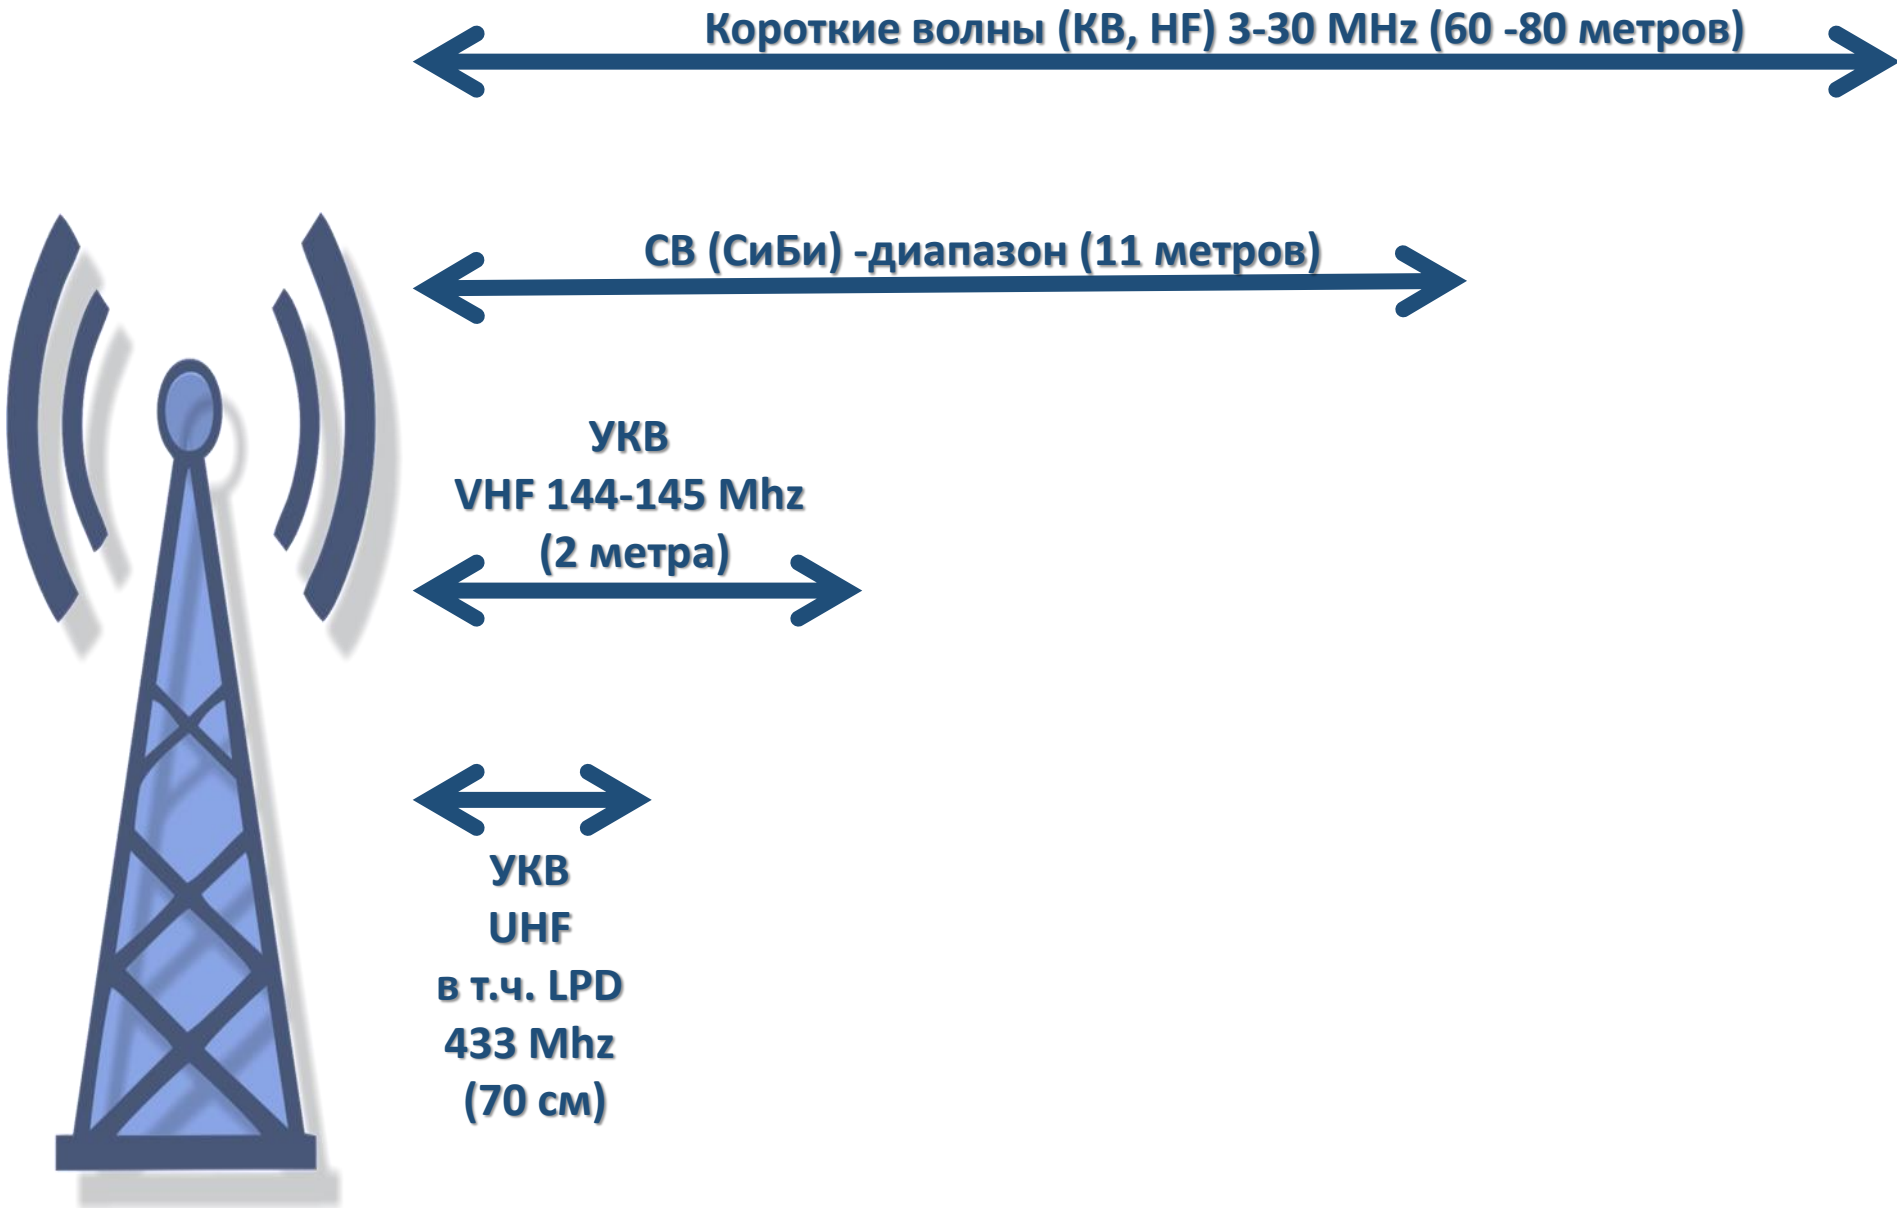 Короткие волны (КВ, HF) 3-30 MHz (60 -80 метров)
СВ (СиБи) -диапазон (11 метров)
УКВ
VHF 144-145 Mhz
(2 метра)
УКВ
UHF
в т.ч. LPD
433 Mhz
(70 см)